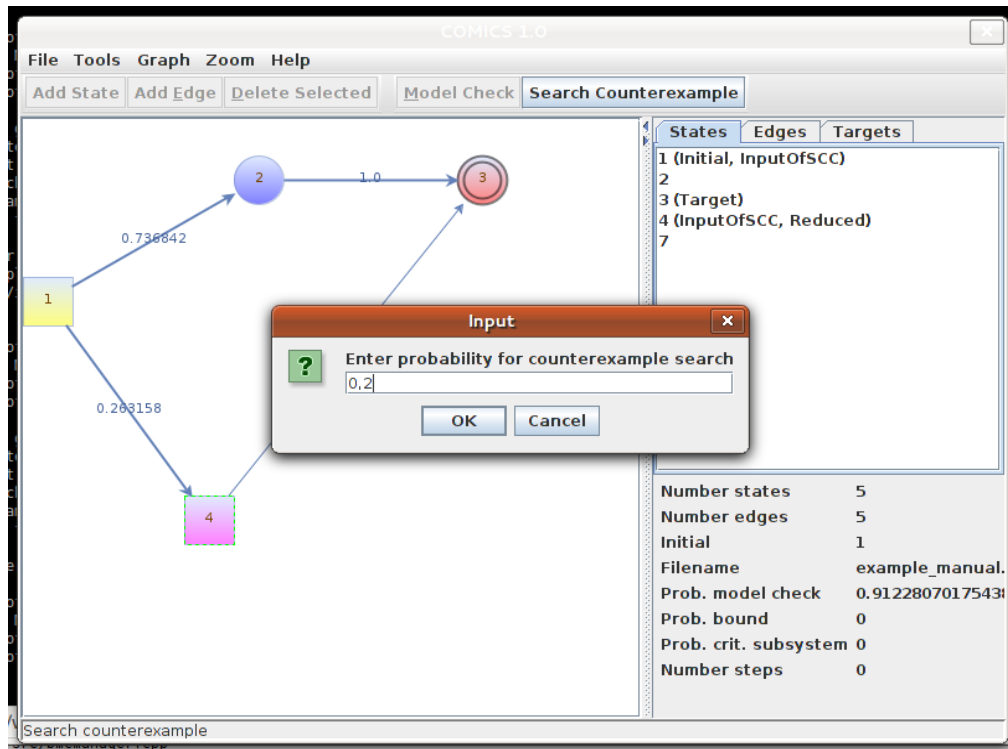 COMICS 1.0
File Tools Graph Zoom Help
Add State Add Edge Delete Selected Model Check Search Counterexample
States Edges Targets
1 (Initial, InputOfSCC)
2
3 (Target)
4 (InputOfSCC, Reduced)
7
2
1.0
3
0.736842
1
0.263158
4
Input
Enter probability for counterexample search
?
0,2
OK Cancel
Number states 5
Number edges 5
Initial 1
Filename example_manual.
Prob. model check 0.91228070175438
Prob. bound 0
Prob. crit. subsystem 0
Number steps 0
Search counterexample